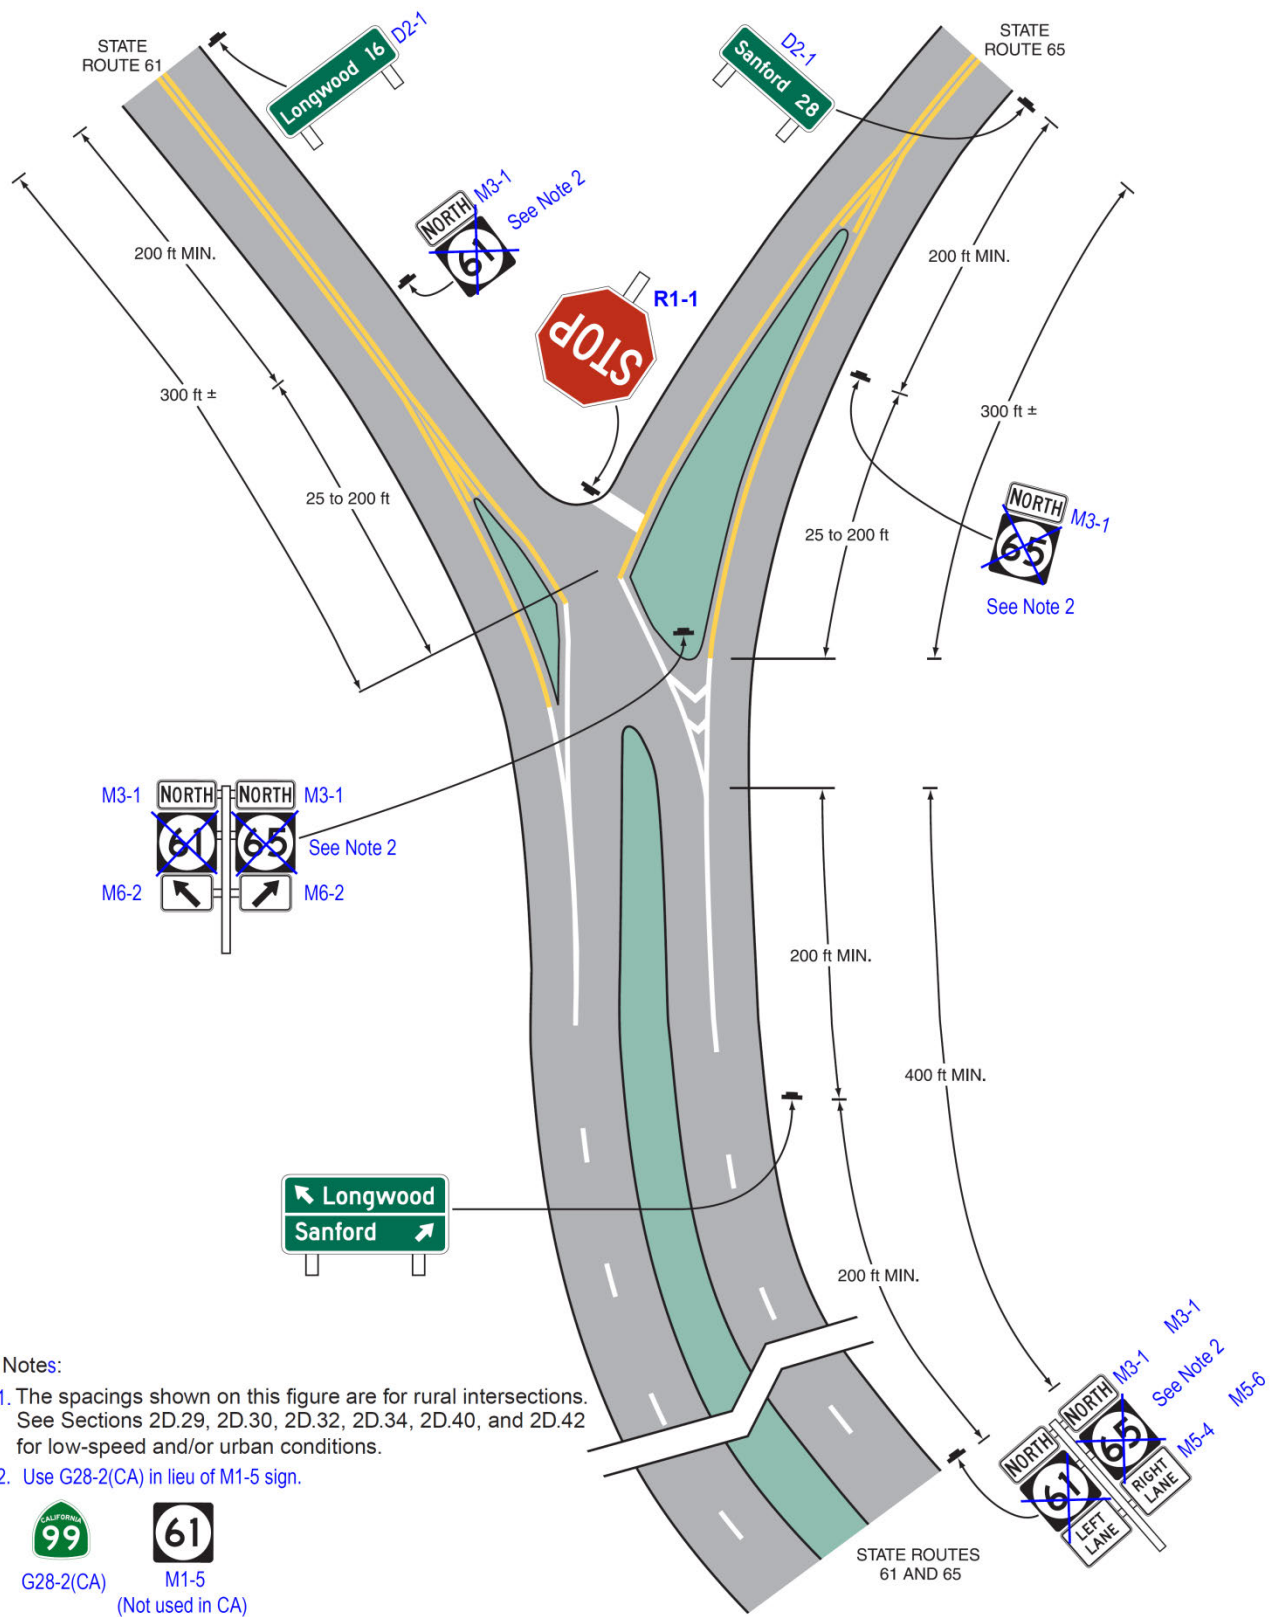 STATE
ROUTE 61
Longwood 16
D2-1
D2-1
Sanford 28
STATE
ROUTE 65
NORTH
M3-1
61
See Note 2
200 ft MIN.
200 ft MIN.
R1-1
STOP
300 ft ±
300 ft ±
25 to 200 ft
25 to 200 ft
NORTH
M3-1
65
See Note 2
M3-1 NORTH NORTH M3-1
61 65 See Note 2
M6-2 M6-2
200 ft MIN.
400 ft MIN.
Longwood
Sanford
200 ft MIN.
M3-1
M3-1
See Note 2
M5-6
NORTH
65
M5-4
RIGHT
LANE
NORTH
61
LEFT
LANE
STATE ROUTES
61 AND 65
Notes:
1. The spacings shown on this figure are for rural intersections.
See Sections 2D.29, 2D.30, 2D.32, 2D.34, 2D.40, and 2D.42
for low-speed and/or urban conditions.
2. Use G28-2(CA) in lieu of M1-5 sign.
CALIFORNIA
99
61
G28-2(CA) M1-5
(Not used in CA)